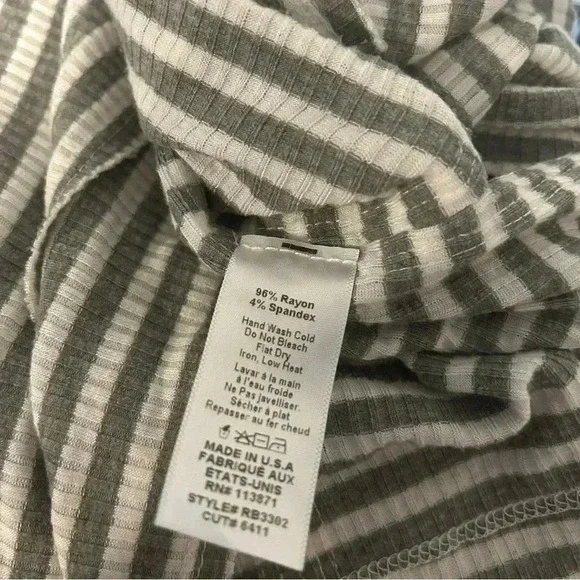 96% Rayon
4% Spandex
Hand Wash Cold
Do Not Bleach
Flat Dry
Iron, Low Heat
Lavar á la main
á l'eau froide
Ne Pas javelliser.
Sécher á plat
Repasser au fer chaud
MADE IN U.S.A
FABRIQUÉ AUX
ETATS-UNIS
RN# 113871
STYLE# RB3302
CUT# 6411